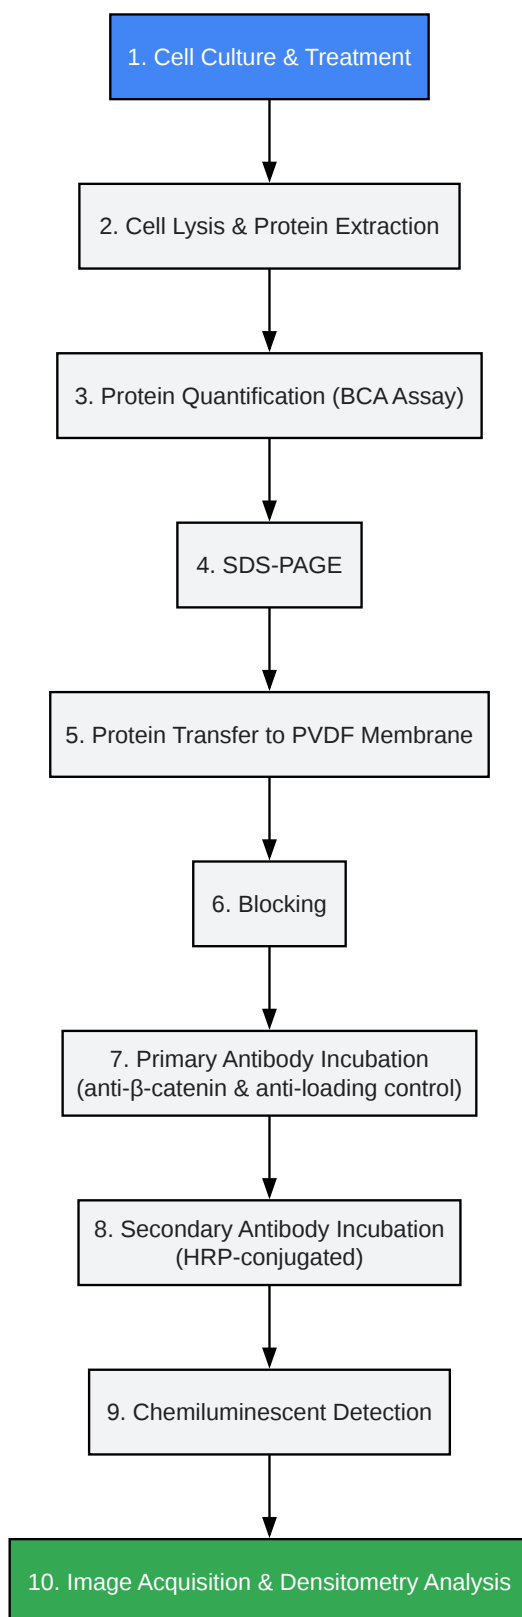 1. Cell Culture & Treatment
2. Cell Lysis & Protein Extraction
3. Protein Quantification (BCA Assay)
4. SDS-PAGE
5. Protein Transfer to PVDF Membrane
6. Blocking
7. Primary Antibody Incubation
(anti-β-catenin & anti-loading control)
8. Secondary Antibody Incubation
(HRP-conjugated)
9. Chemiluminescent Detection
10. Image Acquisition & Densitometry Analysis